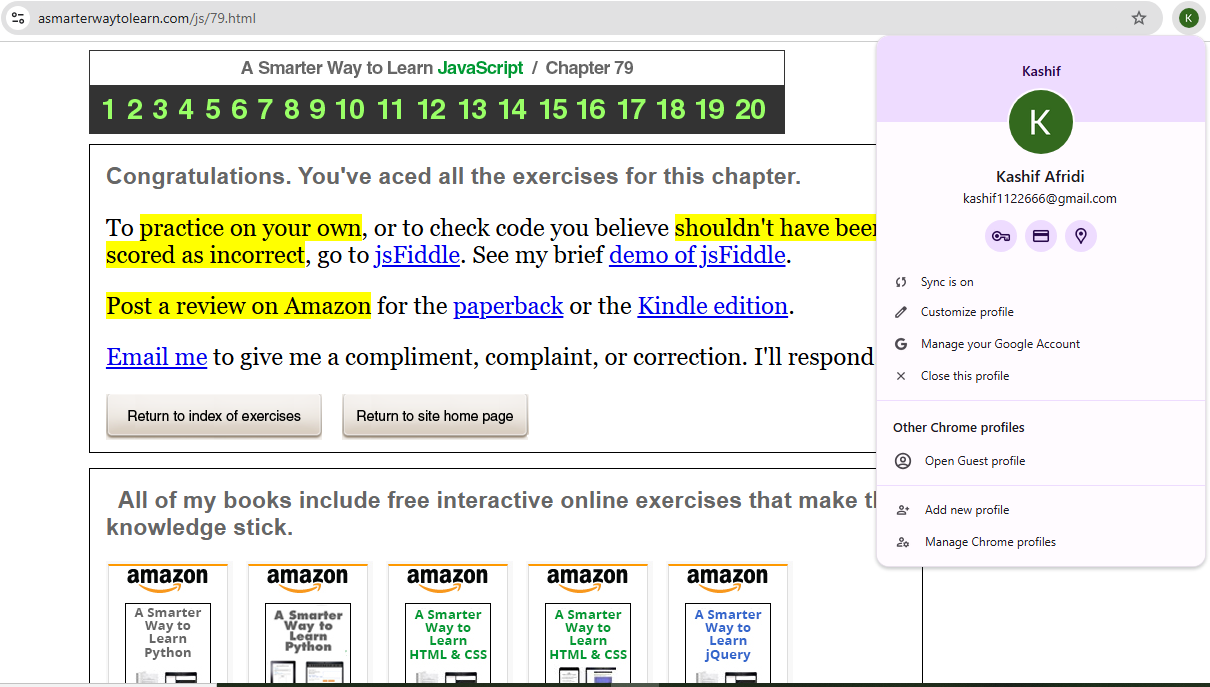 asmarterwaytolearn.com/js/79.html
K
A Smarter Way to Learn JavaScript / Chapter 79
1 2 3 4 5 6 7 8 9 10 11 12 13 14 15 16 17 18 19 20
Congratulations. You've aced all the exercises for this chapter.
To practice on your own, or to check code you believe shouldn't have been
scored as incorrect, go to jsFiddle. See my brief demo of jsFiddle.
Post a review on Amazon for the paperback or the Kindle edition.
Email me to give me a compliment, complaint, or correction. I'll respond
Return to index of exercises
Return to site home page
All of my books include free interactive online exercises that make
knowledge stick.
amazon
A Smarter
Way to
Learn
Python
amazon
A Smarter
Way to
Learn
Python
amazon
A Smarter
Way to
Learn
HTML & CSS
amazon
A Smarter
Way to
Learn
HTML & CSS
amazon
A Smarter
Way to
Learn
jQuery
Kashif
K
Kashif Afridi
kashif1122666@gmail.com
Sync is on
Customize profile
G Manage your Google Account
Close this profile
Other Chrome profiles
Open Guest profile
Add new profile
Manage Chrome profiles